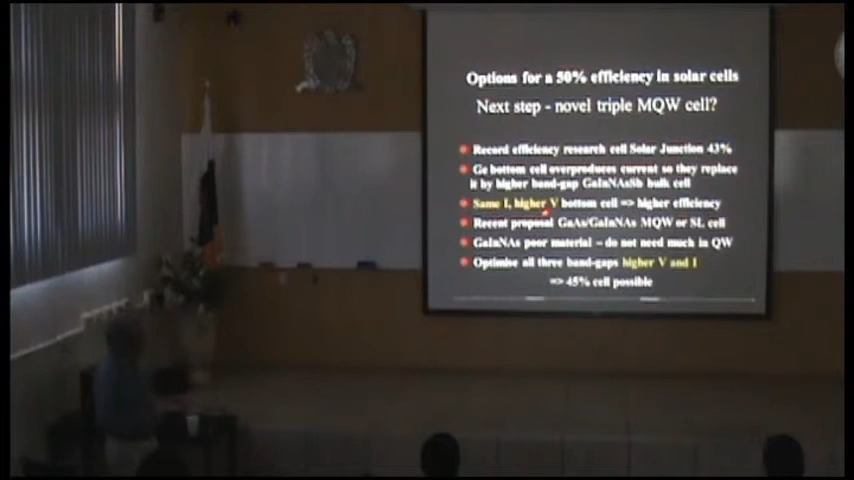 Options for a 50% efficiency in solar cells
Next step - novel triple MQW cell?
Record efficiency research cell Solar Junction 43%
Ge bottom cell overproduces current so they replace
it by higher band-gap GaInNAsSb bulk cell
Same I, higher V bottom cell => higher efficiency
Recent proposal GaAs/GaInNAs MQW or SL cell
GaInNAs poor material - do not need much in QW
Optimise all three band-gaps higher V and I
=> 45% cell possible